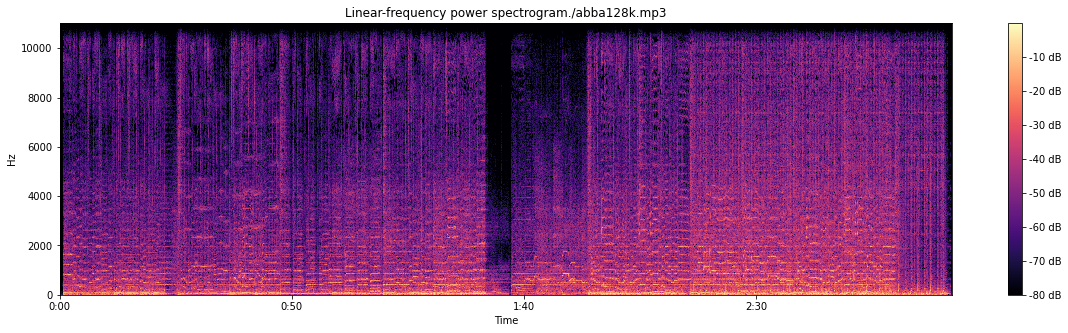 Linear-frequency power spectrogram./abba128k.mp3
10000
8000
6000
4000
2000
0
Hz
0:00
0:50
1:40
2:30
Time
-10 dB
-20 dB
-30 dB
-40 dB
-50 dB
-60 dB
-70 dB
-80 dB